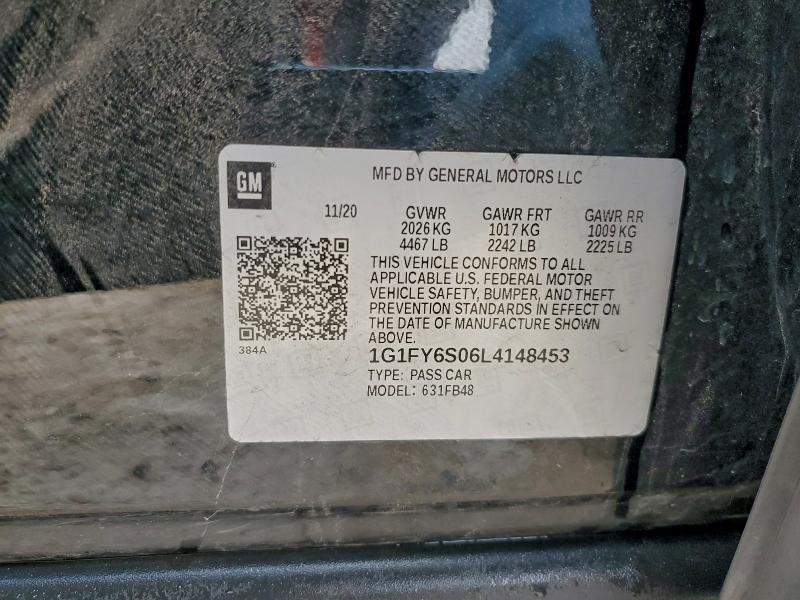 GM
MFD BY GENERAL MOTORS LLC
11/20 GVWR GAWR FRT GAWR RR
2026 KG 1017 KG 1009 KG
4467 LB 2242 LB 2225 LB
THIS VEHICLE CONFORMS TO ALL
APPLICABLE U.S. FEDERAL MOTOR
VEHICLE SAFETY, BUMPER, AND THEFT
PREVENTION STANDARDS IN EFFECT ON
THE DATE OF MANUFACTURE SHOWN
ABOVE.
384A
1G1FY6S06L4148453
TYPE: PASS CAR
MODEL: 631FB48